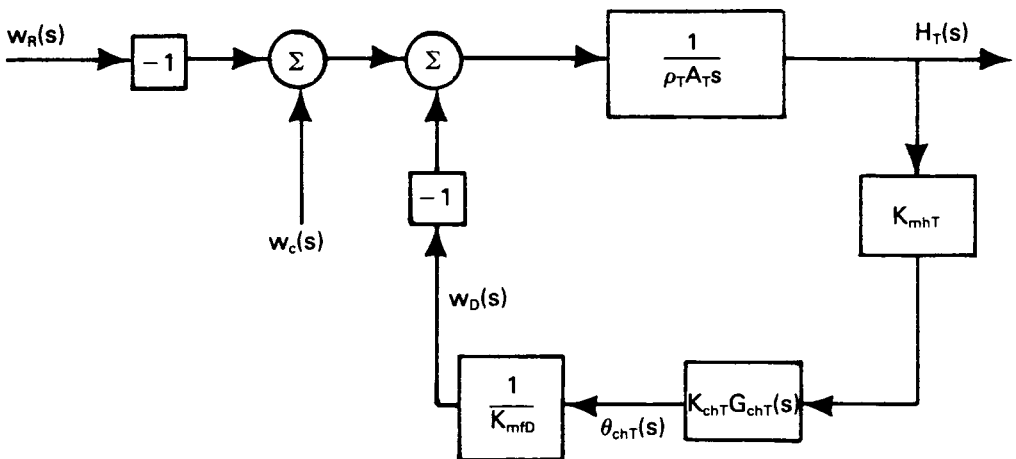 w_R(s)
−1
Σ
Σ
1
ρ_T A_T s
H_T(s)
w_c(s)
−1
K_mhT
w_D(s)
1
K_mfD
θ_chT(s)
K_chT G_chT(s)